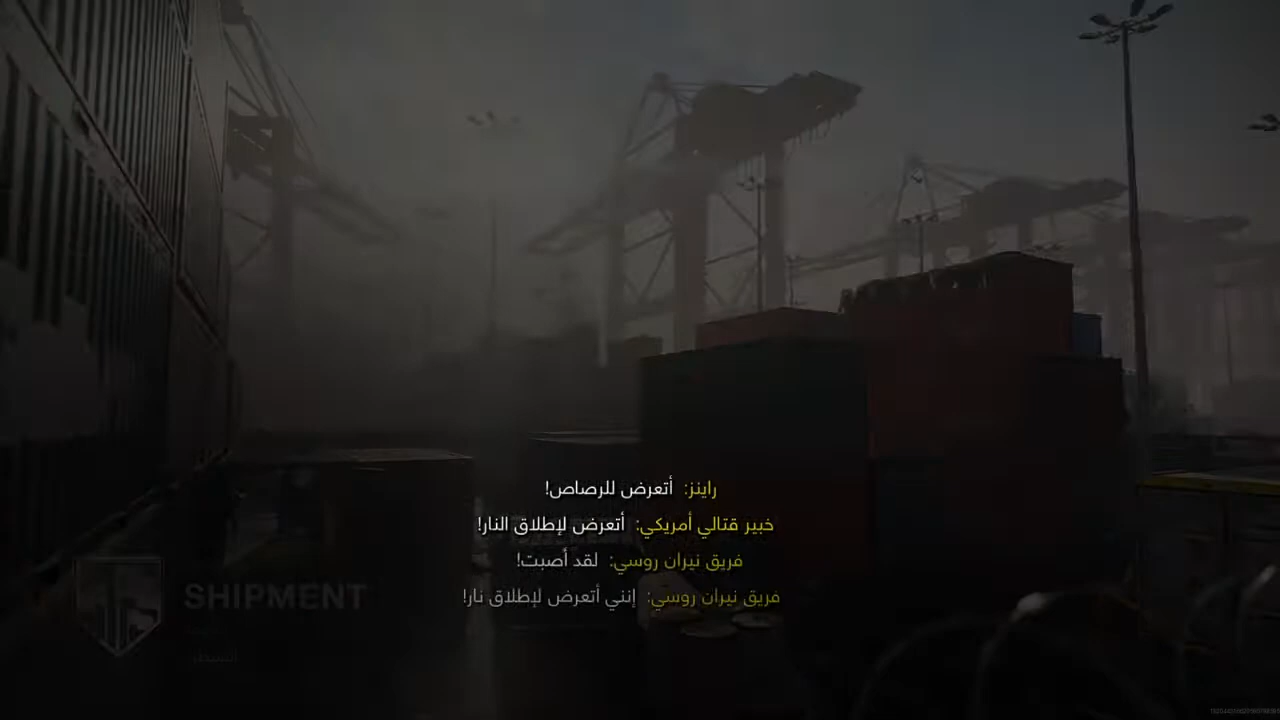 راينز: أتعرض للرصاص!
خبير قتالي أمريكي: أتعرض لإطلاق النار!
فريق نيران روسي: لقد أصبت!
فريق نيران روسي: إنني أتعرض لإطلاق نار!
SHIPMENT